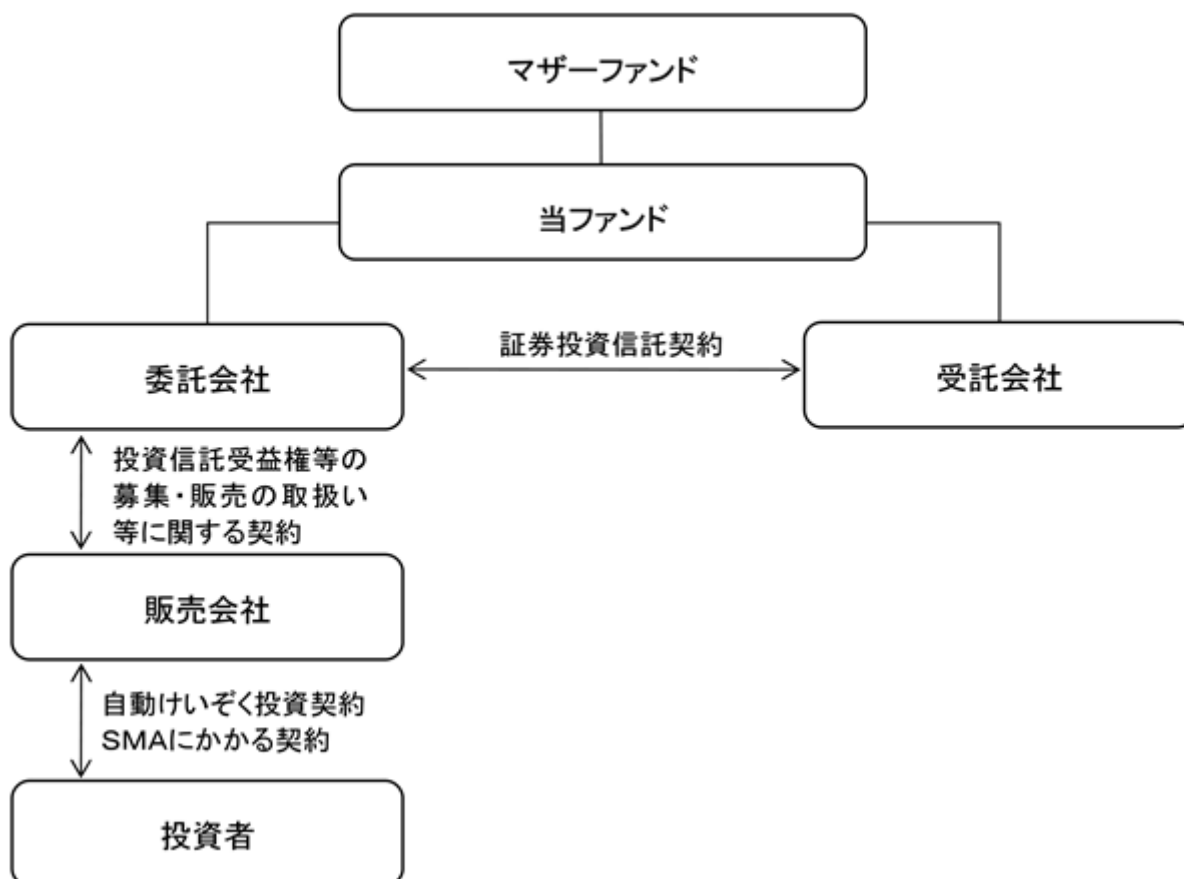 マザーファンド
当ファンド
証券投資信託契約
委託会社
受託会社
投資信託受益権等の
募集・販売の取扱い
等に関する契約
販売会社
自動けいぞく投資契約
SMAにかかる契約
投資者